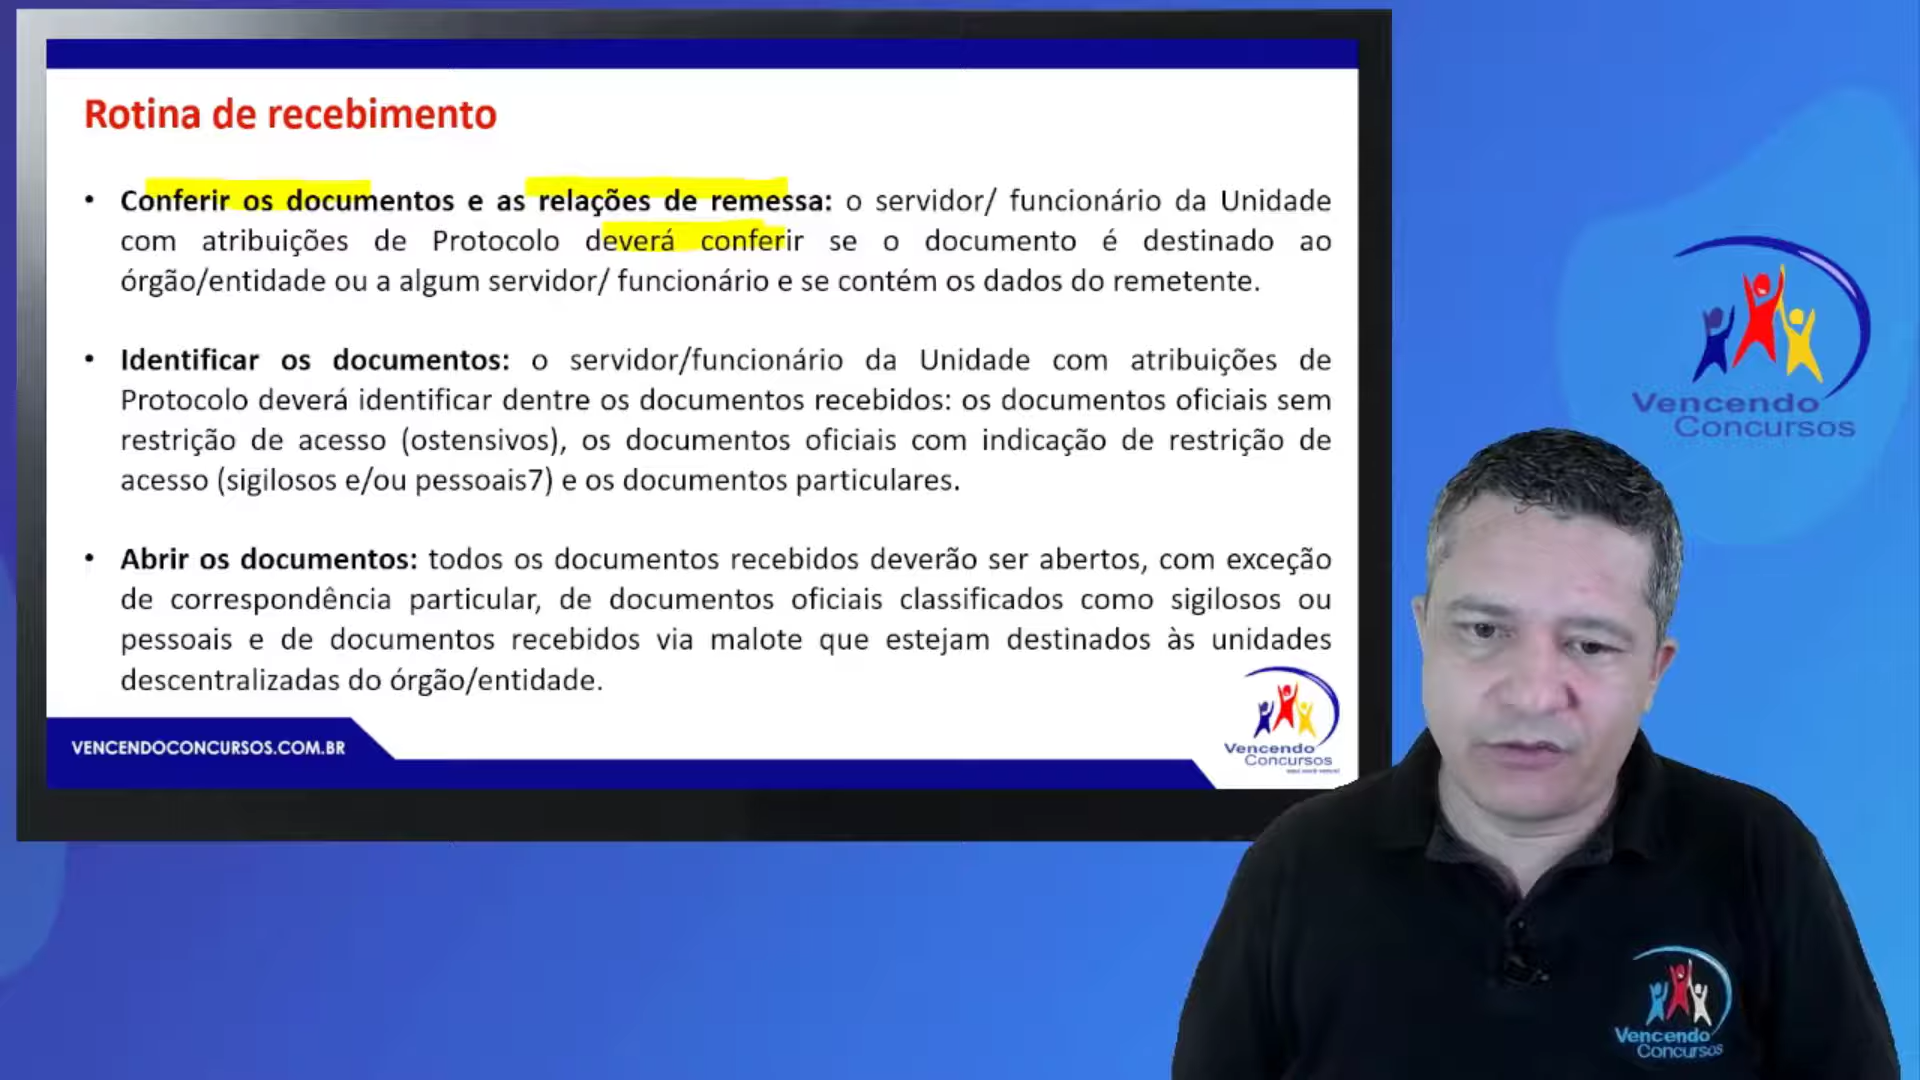 Rotina de recebimento
• Conferir os documentos e as relações de remessa: o servidor/ funcionário da Unidade
com atribuições de Protocolo deverá conferir se o documento é destinado ao
órgão/entidade ou a algum servidor/ funcionário e se contém os dados do remetente.
• Identificar os documentos: o servidor/funcionário da Unidade com atribuições de
Protocolo deverá identificar dentre os documentos recebidos: os documentos oficiais sem
restrição de acesso (ostensivos), os documentos oficiais com indicação de restrição de
acesso (sigilosos e/ou pessoais7) e os documentos particulares.
• Abrir os documentos: todos os documentos recebidos deverão ser abertos, com exceção
de correspondência particular, de documentos oficiais classificados como sigilosos ou
pessoais e de documentos recebidos via malote que estejam destinados às unidades
descentralizadas do órgão/entidade.
VENCENDOCONCURSOS.COM.BR
Vencendo
Concursos
Vencendo
Concursos
Vencendo
Concursos